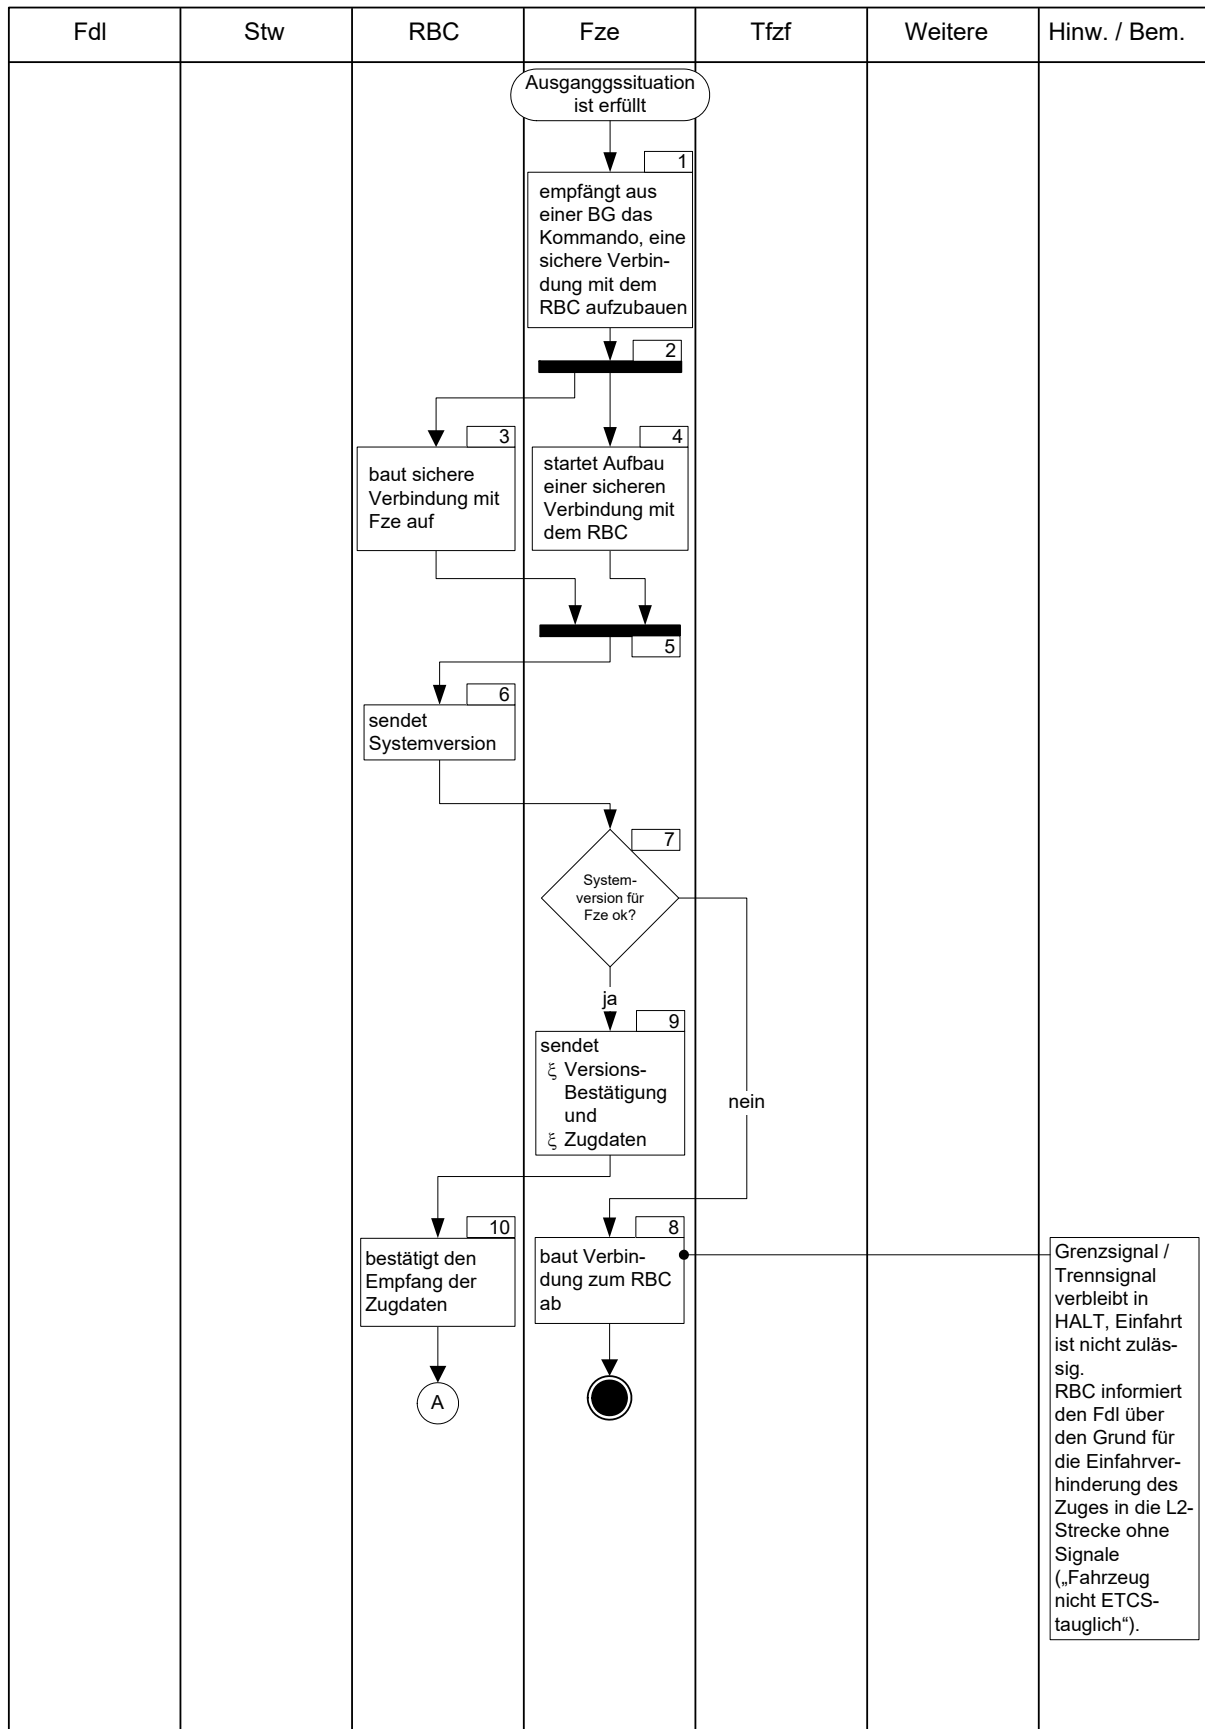 Fdl
Stw
RBC
Fze
Tfzf
Weitere
Hinw. / Bem.
Ausganggssituation
ist erfüllt
1
empfängt aus
einer BG das
Kommando, eine
sichere Verbin-
dung mit dem
RBC aufzubauen
2
3
baut sichere
Verbindung mit
Fze auf
4
startet Aufbau
einer sicheren
Verbindung mit
dem RBC
5
6
sendet
Systemversion
7
System-
version für
Fze ok?
ja
nein
9
sendet
ξ Versions-
Bestätigung
und
ξ Zugdaten
10
bestätigt den
Empfang der
Zugdaten
8
baut Verbin-
dung zum RBC
ab
A
Grenzsignal /
Trennsignal
verbleibt in
HALT, Einfahrt
ist nicht zuläs-
sig.
RBC informiert
den Fdl über
den Grund für
die Einfahrver-
hinderung des
Zuges in die L2-
Strecke ohne
Signale
(„Fahrzeug
nicht ETCS-
tauglich“).